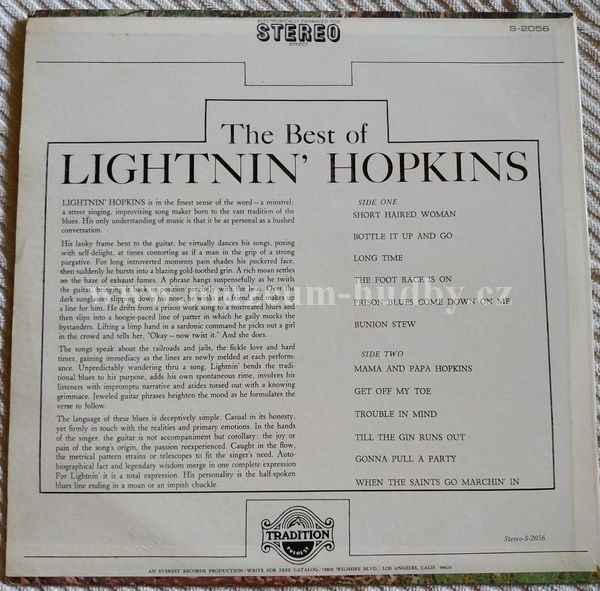 ELECTRONICALLY ENHANCED FOR
STEREO
EFFECT
S-2056
The Best of
LIGHTNIN' HOPKINS
LIGHTNIN' HOPKINS is in the finest sense of the word—a minstrel:
a street singing, improvising song maker born to the vast tradition of the
blues. His only understanding of music is that it be as personal as a hushed
conversation.
His lanky frame bent to the guitar, he virtually dances his songs, posing
with self-delight, at times contorting as if a man in the grip of a strong
purgative. For long introverted moments pain shades his puckered face,
then suddenly he bursts into a blazing gold-toothed grin. A rich moan settles
on the haze of exhaust fumes. A phrase hangs suspensefully as he twirls
the guitar, beats out the
dark sunglasses slipping
a line for him. He drifts from a prison work song to a mistreated blues and
then slips into a boogie-paced line of patter in which he gaily mocks the
bystanders. Lifting a limp hand in a sardonic command he picks out a girl
in the crowd and tells her, "Okay—now twist it." And she does.
The songs speak about the railroads and jails, the fickle love and hard
times, gaining immediacy as the lines are newly melded at each perform-
ance. Unpredictably wandering thru a song, Lightnin' bends the tradi-
tional blues to his purpose, adds his own spontaneous rime, involves his
listeners with impromptu narrative and asides tossed out with a knowing
grimmace. Jeweled guitar phrases heighten the mood as he formulates the
verse to follow.
The language of these blues is deceptively simple. Casual in its honesty,
yet firmly in touch with the realities and primary emotions. In the hands
of the singer, the guitar is not accompaniment but corollary: the joy or
pain of the song's origin, the passion reexperienced. Caught in the flow,
the metrical pattern strains or telescopes to fit the singer's need. Auto-
biographical fact and legendary wisdom merge in one complete expression
For Lightnin' it is a total expression. His personality is the half-spoken
blues line ending in a moan or an impish chuckle.
SIDE ONE
SHORT HAIRED WOMAN
BOTTLE IT UP AND GO
LONG TIME
THE FOOT RACE IS ON
PRISON BLUES COME DOWN ON ME
BUNION STEW
SIDE TWO
MAMA AND PAPA HOPKINS
GET OFF MY TOE
TROUBLE IN MIND
TILL THE GIN RUNS OUT
GONNA PULL A PARTY
WHEN THE SAINTS GO MARCHIN' IN
www.muzeum-hudby.cz
TRADITION
EVEREST
Stereo-S-2056
AN EVEREST RECORDS PRODUCTION/WRITE FOR FREE CATALOG/10920 WILSHIRE BLVD., LOS ANGELES, CALIF. 90024